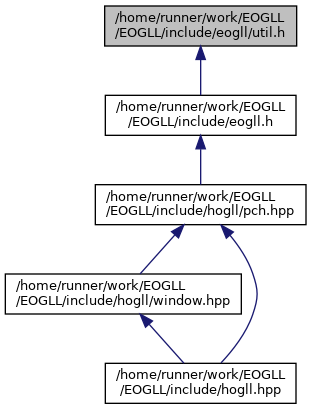 /home/runner/work/EOGLL
/EOGLL/include/eogll/util.h
/home/runner/work/EOGLL
/EOGLL/include/eogll.h
/home/runner/work/EOGLL
/EOGLL/include/hogll/pch.hpp
/home/runner/work/EOGLL
/EOGLL/include/hogll/window.hpp
/home/runner/work/EOGLL
/EOGLL/include/hogll.hpp